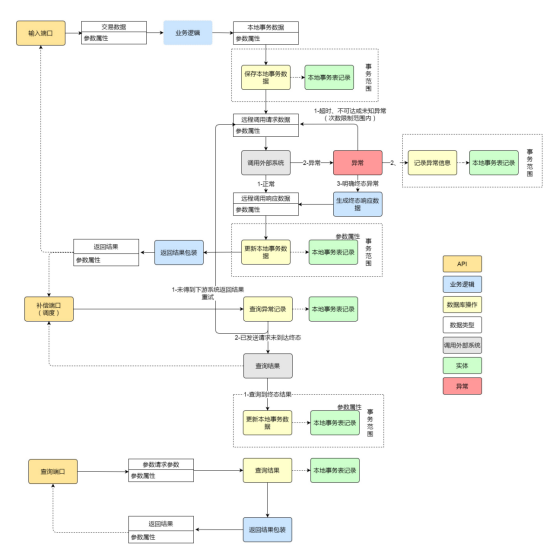 输入端口
交易数据
参数属性
业务逻辑
本地事务数据
参数属性
保存本地事务数
据
本地事务表记录
事
务
范
围
远程调用请求数据
参数属性
1-超时、不可达或未知异常
（次数限制范围内）
调用外部系统
2-异常
异常
2、
记录异常信息
本地事务表记录
事
务
范
围
1-正常
3-明确终态异常
远程调用响应数据
参数属性
生成终态响应数
据
返回结果
参数属性
返回结果包装
更新本地事务数
据
参数属性
本地事务表记录
事
务
范
围
补偿端口
（调度）
1-未得到下游系统返回结果
重试
查询异常记录
本地事务表记录
2-已发送请求未到达终态
查询结果
1-查询到终态结果
更新本地事务数
据
参数属性
本地事务表记录
事
务
范
围
查询端口
参数请求参数
参数属性
查询结果
本地事务表记录
返回结果
参数属性
返回结果包装
API
业务逻辑
数据库操作
数据类型
调用外部系统
实体
异常